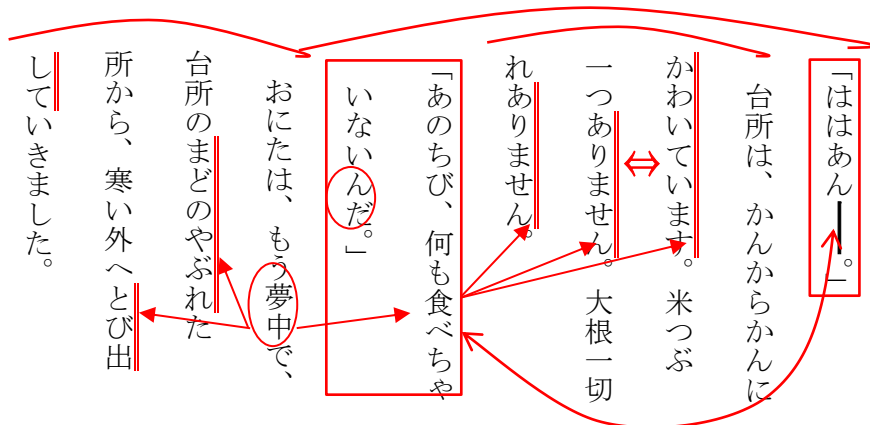 「ははあん――。」
台所は、かんからかんに
かわいています。米つぶ
一つありません。大根一切
れありません。
「あのちび、何も食べちゃ
いないんだ。」
おにたは、もう夢中で、
台所のまどのやぶれた
所から、寒い外へとび出
していきました。